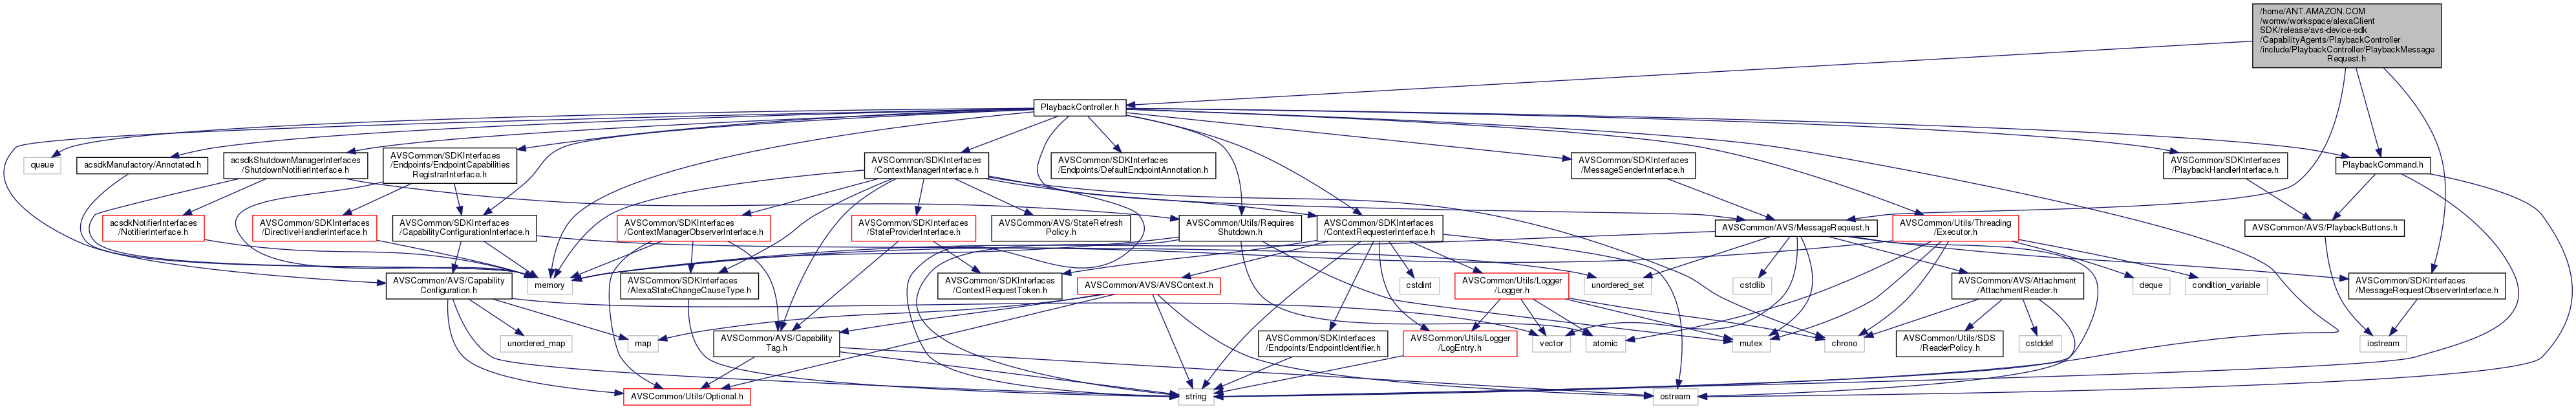 /home/ANT.AMAZON.COM
/womw/workspace/alexaClient
SDK/release/avs-device-sdk
/CapabilityAgents/PlaybackController
/include/PlaybackController/PlaybackMessage
Request.h
PlaybackController.h
queue
acsdkManufactory/Annotated.h
acsdkShutdownManagerInterfaces
/ShutdownNotifierInterface.h
AVSCommon/SDKInterfaces
/Endpoints/EndpointCapabilities
RegistrarInterface.h
AVSCommon/SDKInterfaces
/ContextManagerInterface.h
AVSCommon/SDKInterfaces
/Endpoints/DefaultEndpointAnnotation.h
AVSCommon/SDKInterfaces
/MessageSenderInterface.h
AVSCommon/SDKInterfaces
/PlaybackHandlerInterface.h
PlaybackCommand.h
acsdkNotifierInterfaces
/NotifierInterface.h
AVSCommon/SDKInterfaces
/DirectiveHandlerInterface.h
AVSCommon/SDKInterfaces
/CapabilityConfigurationInterface.h
AVSCommon/SDKInterfaces
/ContextManagerObserverInterface.h
AVSCommon/SDKInterfaces
/StateProviderInterface.h
AVSCommon/AVS/StateRefresh
Policy.h
AVSCommon/Utils/Requires
Shutdown.h
AVSCommon/SDKInterfaces
/ContextRequesterInterface.h
AVSCommon/AVS/MessageRequest.h
AVSCommon/Utils/Threading
/Executor.h
AVSCommon/AVS/PlaybackButtons.h
AVSCommon/AVS/Capability
Configuration.h
memory
AVSCommon/SDKInterfaces
/AlexaStateChangeCauseType.h
AVSCommon/SDKInterfaces
/ContextRequestToken.h
AVSCommon/AVS/AVSContext.h
cstdint
AVSCommon/Utils/Logger
/Logger.h
unordered_set
cstdlib
AVSCommon/AVS/Attachment
/AttachmentReader.h
deque
condition_variable
AVSCommon/SDKInterfaces
/MessageRequestObserverInterface.h
unordered_map
map
AVSCommon/AVS/Capability
Tag.h
AVSCommon/SDKInterfaces
/Endpoints/EndpointIdentifier.h
AVSCommon/Utils/Logger
/LogEntry.h
vector
atomic
mutex
chrono
AVSCommon/Utils/SDS
/ReaderPolicy.h
cstddef
iostream
AVSCommon/Utils/Optional.h
string
ostream